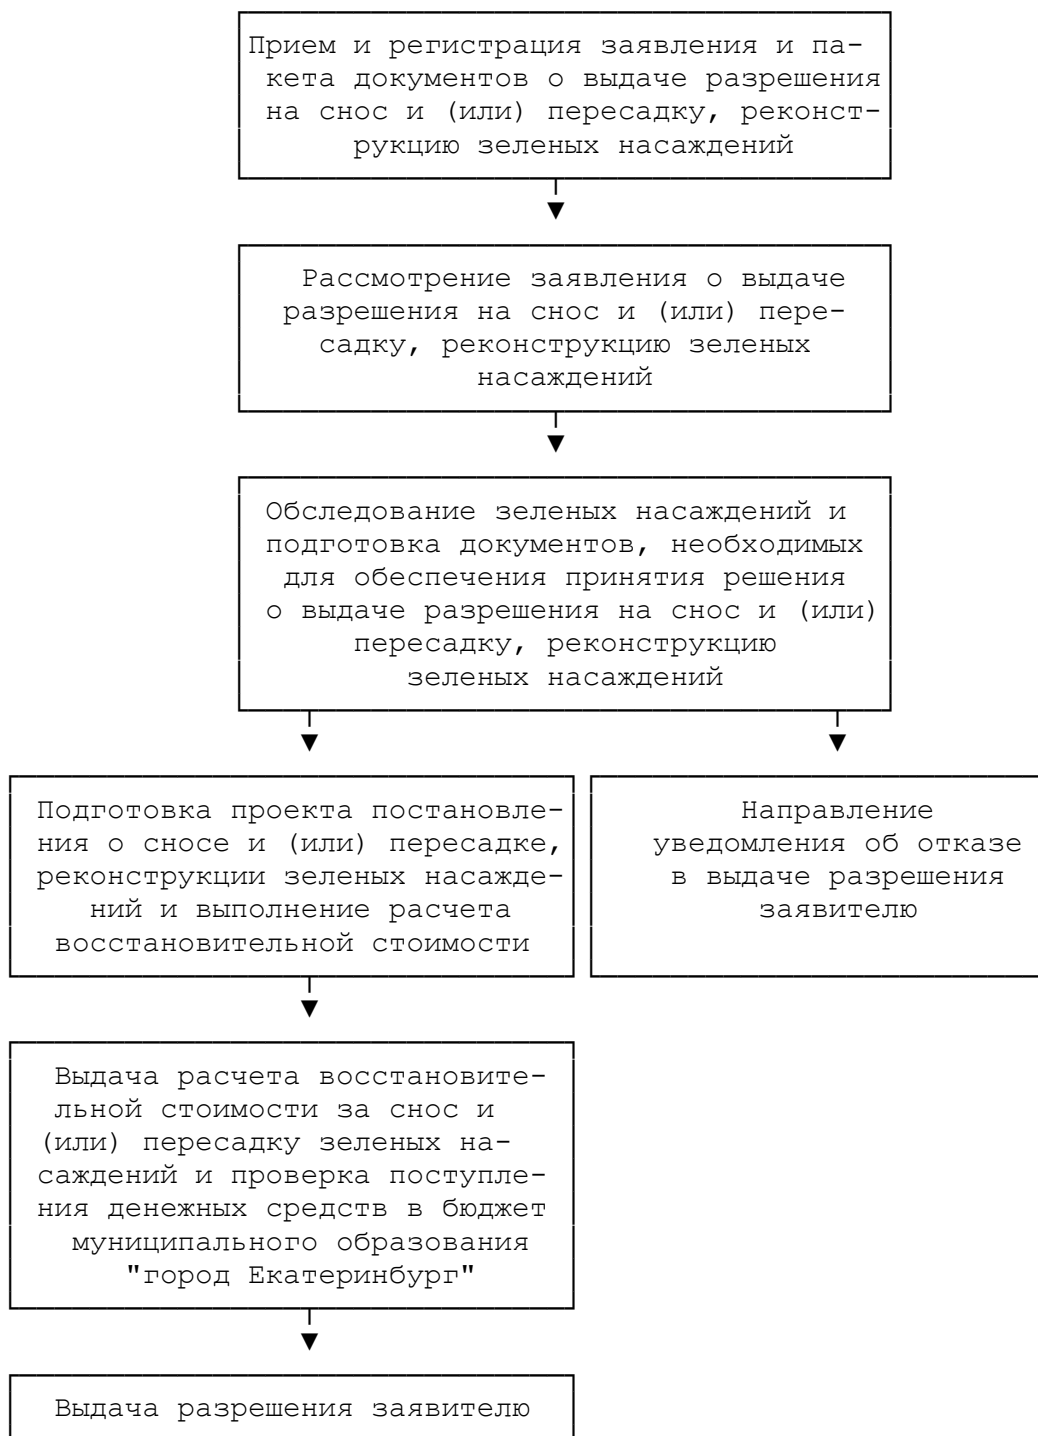 Прием и регистрация заявления и па-
кета документов о выдаче разрешения
на снос и (или) пересадку, реконст-
рукцию зеленых насаждений
Рассмотрение заявления о выдаче
разрешения на снос и (или) пере-
садку, реконструкцию зеленых
насаждений
Обследование зеленых насаждений и
подготовка документов, необходимых
для обеспечения принятия решения
о выдаче разрешения на снос и (или)
пересадку, реконструкцию
зеленых насаждений
Подготовка проекта постановле-
ния о сносе и (или) пересадке,
реконструкции зеленых насажде-
ний и выполнение расчета
восстановительной стоимости
Направление
уведомления об отказе
в выдаче разрешения
заявителю
Выдача расчета восстановите-
льной стоимости за снос и
(или) пересадку зеленых на-
саждений и проверка поступле-
ния денежных средств в бюджет
муниципального образования
"город Екатеринбург"
Выдача разрешения заявителю